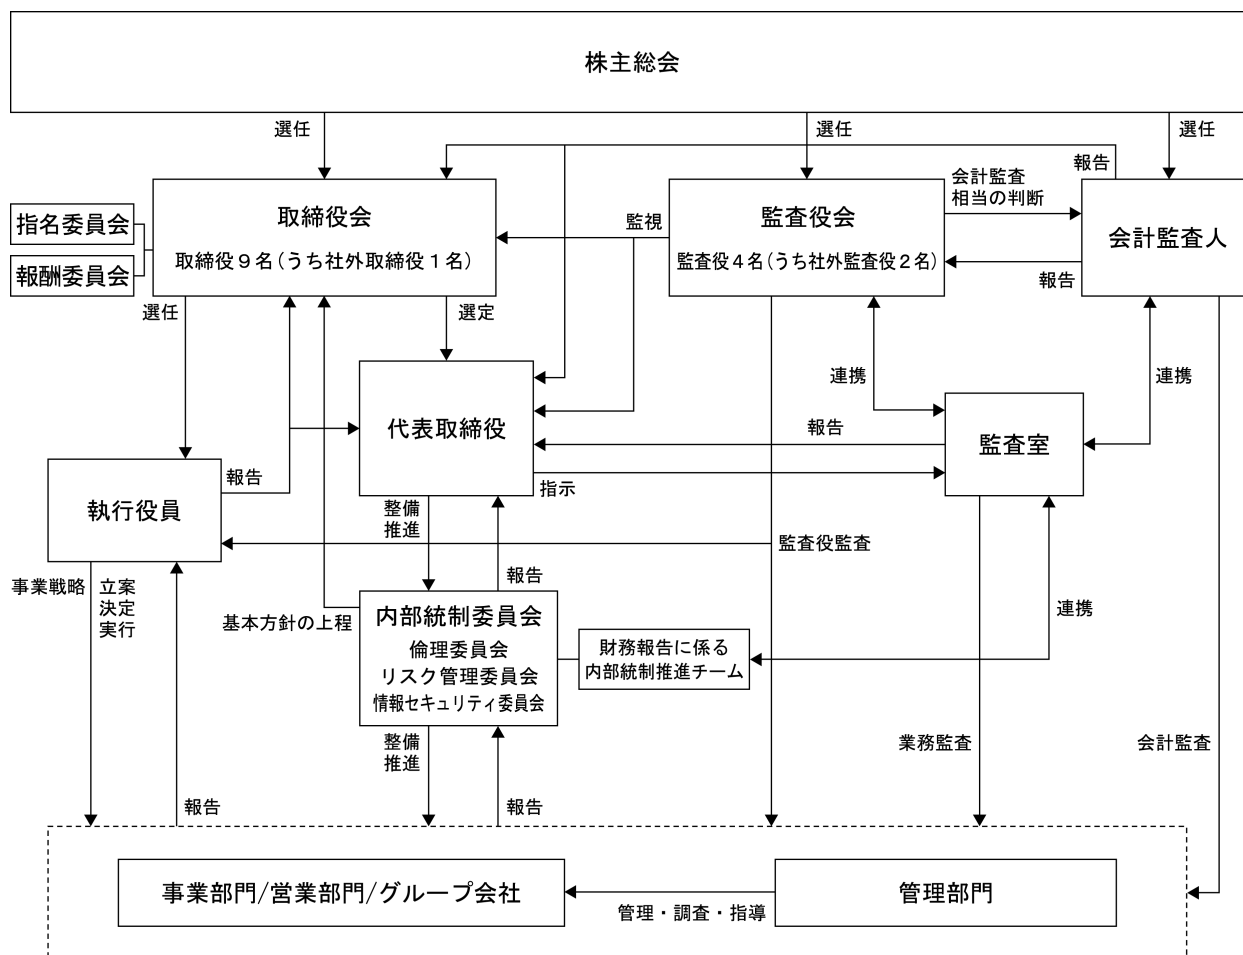 株主総会
選任
選任
選任
報告
会計監査
相当の判断
取締役会
取締役9名(うち社外取締役1名)
指名委員会
報酬委員会
監視
監査役会
監査役4名(うち社外監査役2名)
会計監査人
報告
選任
選定
連携
連携
代表取締役
報告
監査室
指示
報告
執行役員
整備
推進
監査役監査
報告
事業戦略
立案
決定
実行
基本方針の上程
内部統制委員会
倫理委員会
リスク管理委員会
情報セキュリティ委員会
財務報告に係る
内部統制推進チーム
連携
整備
推進
業務監査
会計監査
報告
報告
事業部門/営業部門/グループ会社
管理・調査・指導
管理部門